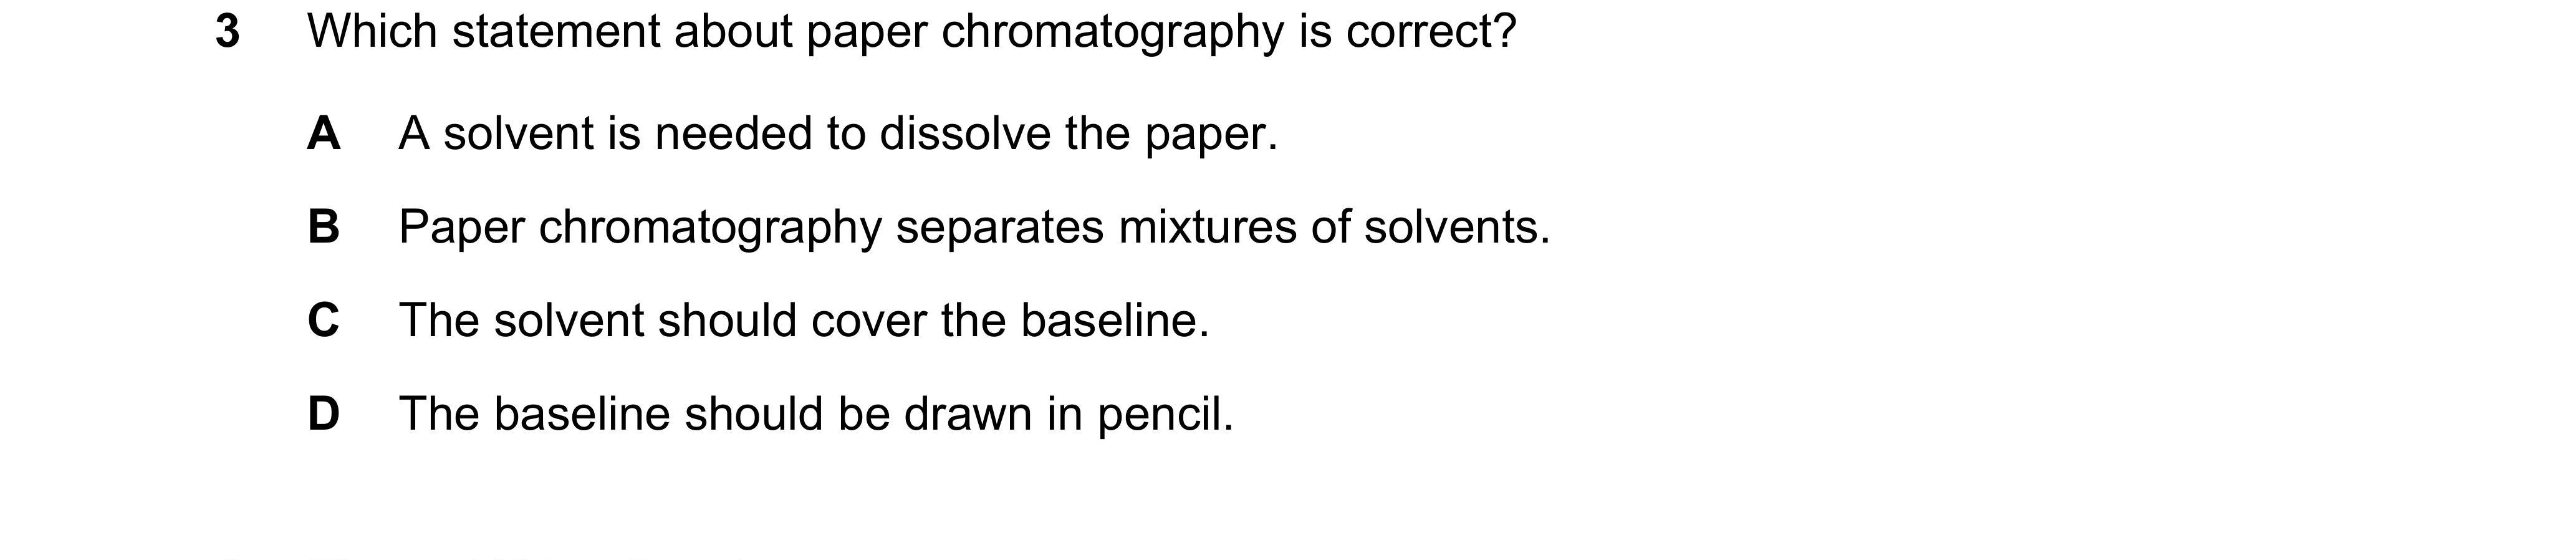 3 Which statement about paper chromatography is correct?
A A solvent is needed to dissolve the paper.
B Paper chromatography separates mixtures of solvents.
C The solvent should cover the baseline.
D The baseline should be drawn in pencil.